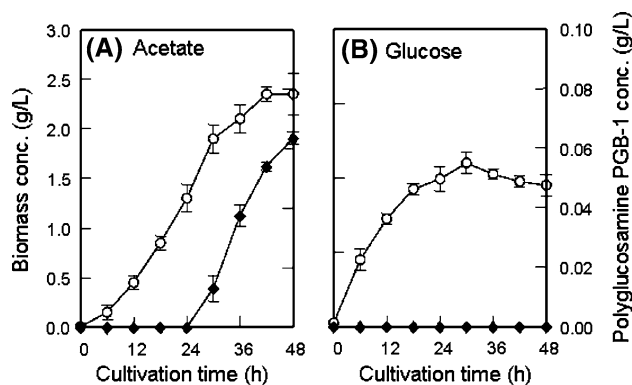 (A) Acetate
(B) Glucose
Biomass conc. (g/L)
3.0
2.5
2.0
1.5
1.0
0.5
0.0
0 12 24 36 48
Cultivation time (h)
0 12 24 36 48
Cultivation time (h)
0.10
0.08
0.06
0.04
0.02
0.00
Polyglucosamine PGB-1 conc. (g/L)